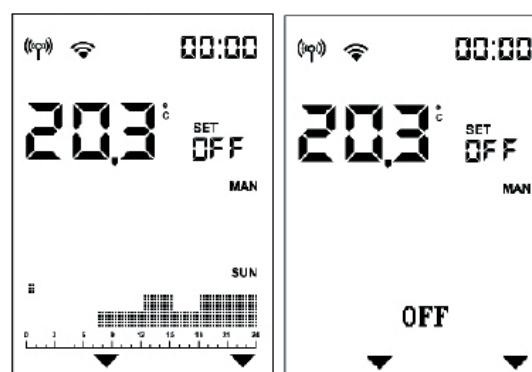 00:00
20,3 °C
SET
OFF
MAN
SUN
0 3 6 9 12 15 18 21 24
00:00
20,3 °C
SET
OFF
MAN
OFF